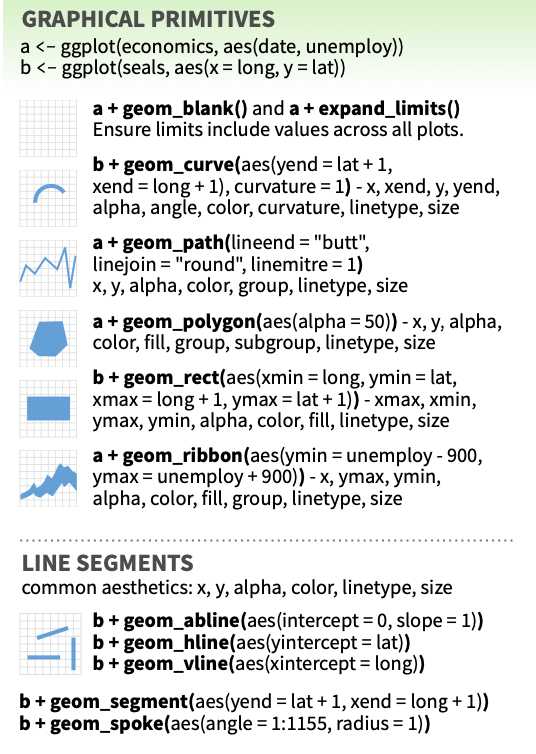 GRAPHICAL PRIMITIVES
a <- ggplot(economics, aes(date, unemploy))
b <- ggplot(seals, aes(x = long, y = lat))
a + geom_blank() and a + expand_limits()
Ensure limits include values across all plots.
b + geom_curve(aes(yend = lat + 1,
xend = long + 1), curvature = 1) - x, xend, y, yend,
alpha, angle, color, curvature, linetype, size
a + geom_path(lineend = "butt",
linejoin = "round", linemitre = 1)
x, y, alpha, color, group, linetype, size
a + geom_polygon(aes(alpha = 50)) - x, y, alpha,
color, fill, group, subgroup, linetype, size
b + geom_rect(aes(xmin = long, ymin = lat,
xmax = long + 1, ymax = lat + 1)) - xmax, xmin,
ymax, ymin, alpha, color, fill, linetype, size
a + geom_ribbon(aes(ymin = unemploy - 900,
ymax = unemploy + 900)) - x, ymax, ymin,
alpha, color, fill, group, linetype, size
LINE SEGMENTS
common aesthetics: x, y, alpha, color, linetype, size
b + geom_abline(aes(intercept = 0, slope = 1))
b + geom_hline(aes(yintercept = lat))
b + geom_vline(aes(xintercept = long))
b + geom_segment(aes(yend = lat + 1, xend = long + 1))
b + geom_spoke(aes(angle = 1:1155, radius = 1))